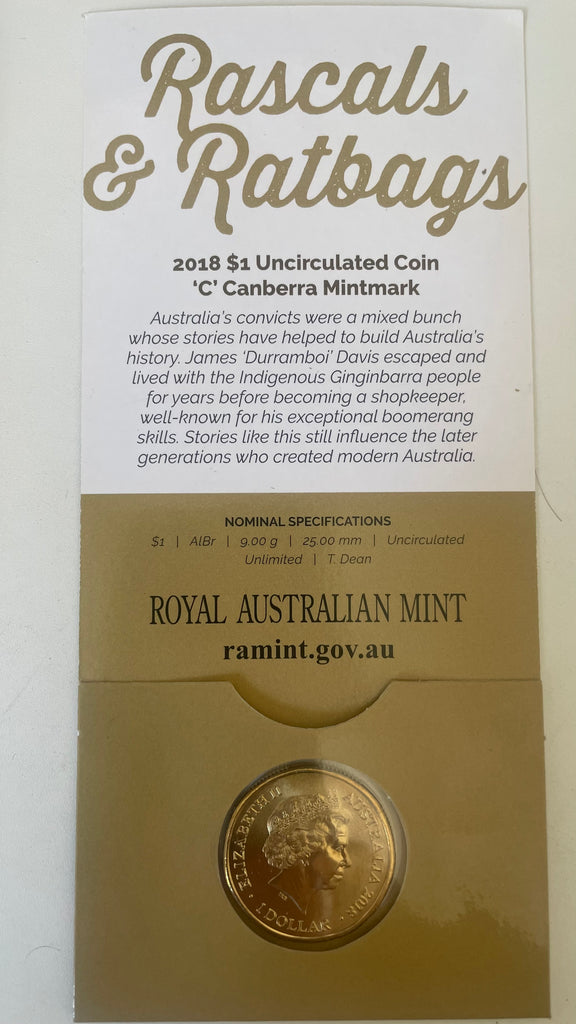 Rascals
& Ratbags
2018 $1 Uncirculated Coin
‘C’ Canberra Mintmark
Australia’s convicts were a mixed bunch
whose stories have helped to build Australia’s
history. James ‘Durramboi’ Davis escaped and
lived with the Indigenous Ginginbarra people
for years before becoming a shopkeeper,
well-known for his exceptional boomerang
skills. Stories like this still influence the later
generations who created modern Australia.
NOMINAL SPECIFICATIONS
$1 | AlBr | 9.00 g | 25.00 mm | Uncirculated
Unlimited | T. Dean
ROYAL AUSTRALIAN MINT
ramint.gov.au
ELIZABETH II
AUSTRALIA 2018
1 DOLLAR